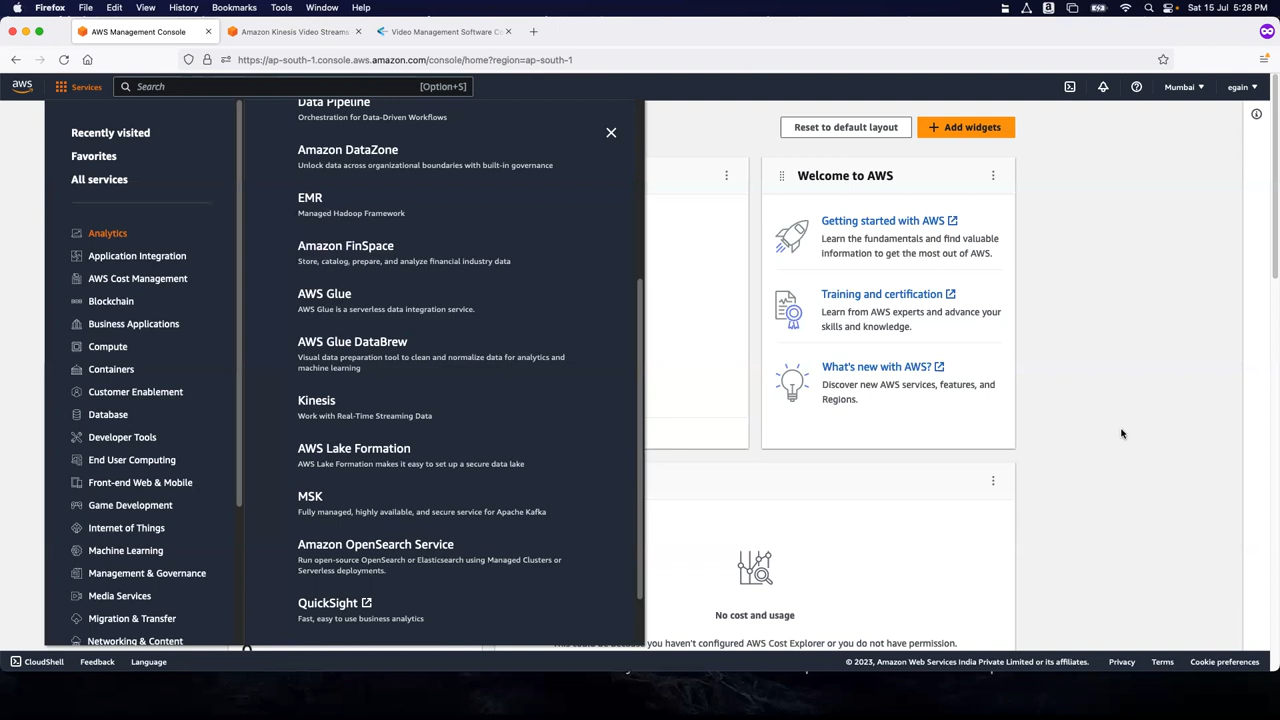 Firefox File Edit View History Bookmarks Tools Window Help Sat 15 Jul 5:28 PM
AWS Management Console Amazon Kinesis Video Streams Video Management Software C
https://ap-south-1.console.aws.amazon.com/console/home?region=ap-south-1
aws Services Search [Option+S] Mumbai egain
Recently visited
Favorites
All services
Analytics
Application Integration
AWS Cost Management
Blockchain
Business Applications
Compute
Containers
Customer Enablement
Database
Developer Tools
End User Computing
Front-end Web & Mobile
Game Development
Internet of Things
Machine Learning
Management & Governance
Media Services
Migration & Transfer
Networking & Content
Data Pipeline
Orchestration for Data-Driven Workflows
Amazon DataZone
Unlock data across organizational boundaries with built-in governance
EMR
Managed Hadoop Framework
Amazon FinSpace
Store, catalog, prepare, and analyze financial industry data
AWS Glue
AWS Glue is a serverless data integration service.
AWS Glue DataBrew
Visual data preparation tool to clean and normalize data for analytics and
machine learning
Kinesis
Work with Real-Time Streaming Data
AWS Lake Formation
AWS Lake Formation makes it easy to set up a secure data lake
MSK
Fully managed, highly available, and secure service for Apache Kafka
Amazon OpenSearch Service
Run open-source OpenSearch or Elasticsearch using Managed Clusters or
Serverless deployments.
QuickSight
Fast, easy to use business analytics
Reset to default layout + Add widgets
Welcome to AWS
Getting started with AWS
Learn the fundamentals and find valuable
information to get the most out of AWS.
Training and certification
Learn from AWS experts and advance your
skills and knowledge.
What's new with AWS?
Discover new AWS services, features, and
Regions.
No cost and usage
you haven't configured AWS Cost Explorer or you do not have permission.
CloudShell Feedback Language © 2023, Amazon Web Services India Private Limited or its affiliates. Privacy Terms Cookie preferences